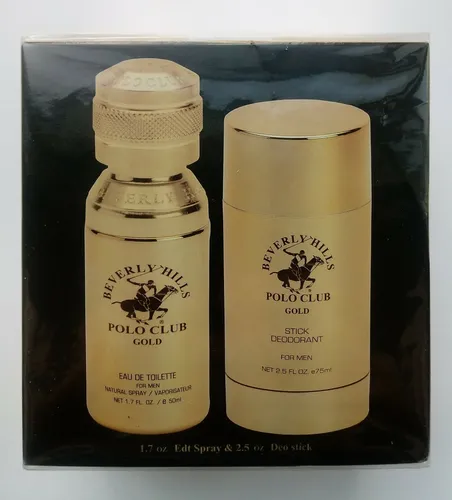 BEVERLY HILLS
POLO CLUB
GOLD
EAU DE TOILETTE
FOR MEN
NATURAL SPRAY / VAPORISATEUR
NET 1.7 FL. OZ. / e 50ml
BEVERLY HILLS
POLO CLUB
GOLD
STICK
DEODORANT
FOR MEN
NET 2.5 FL. OZ. e75ml
1.7 oz Edt Spray & 2.5 oz Deo stick